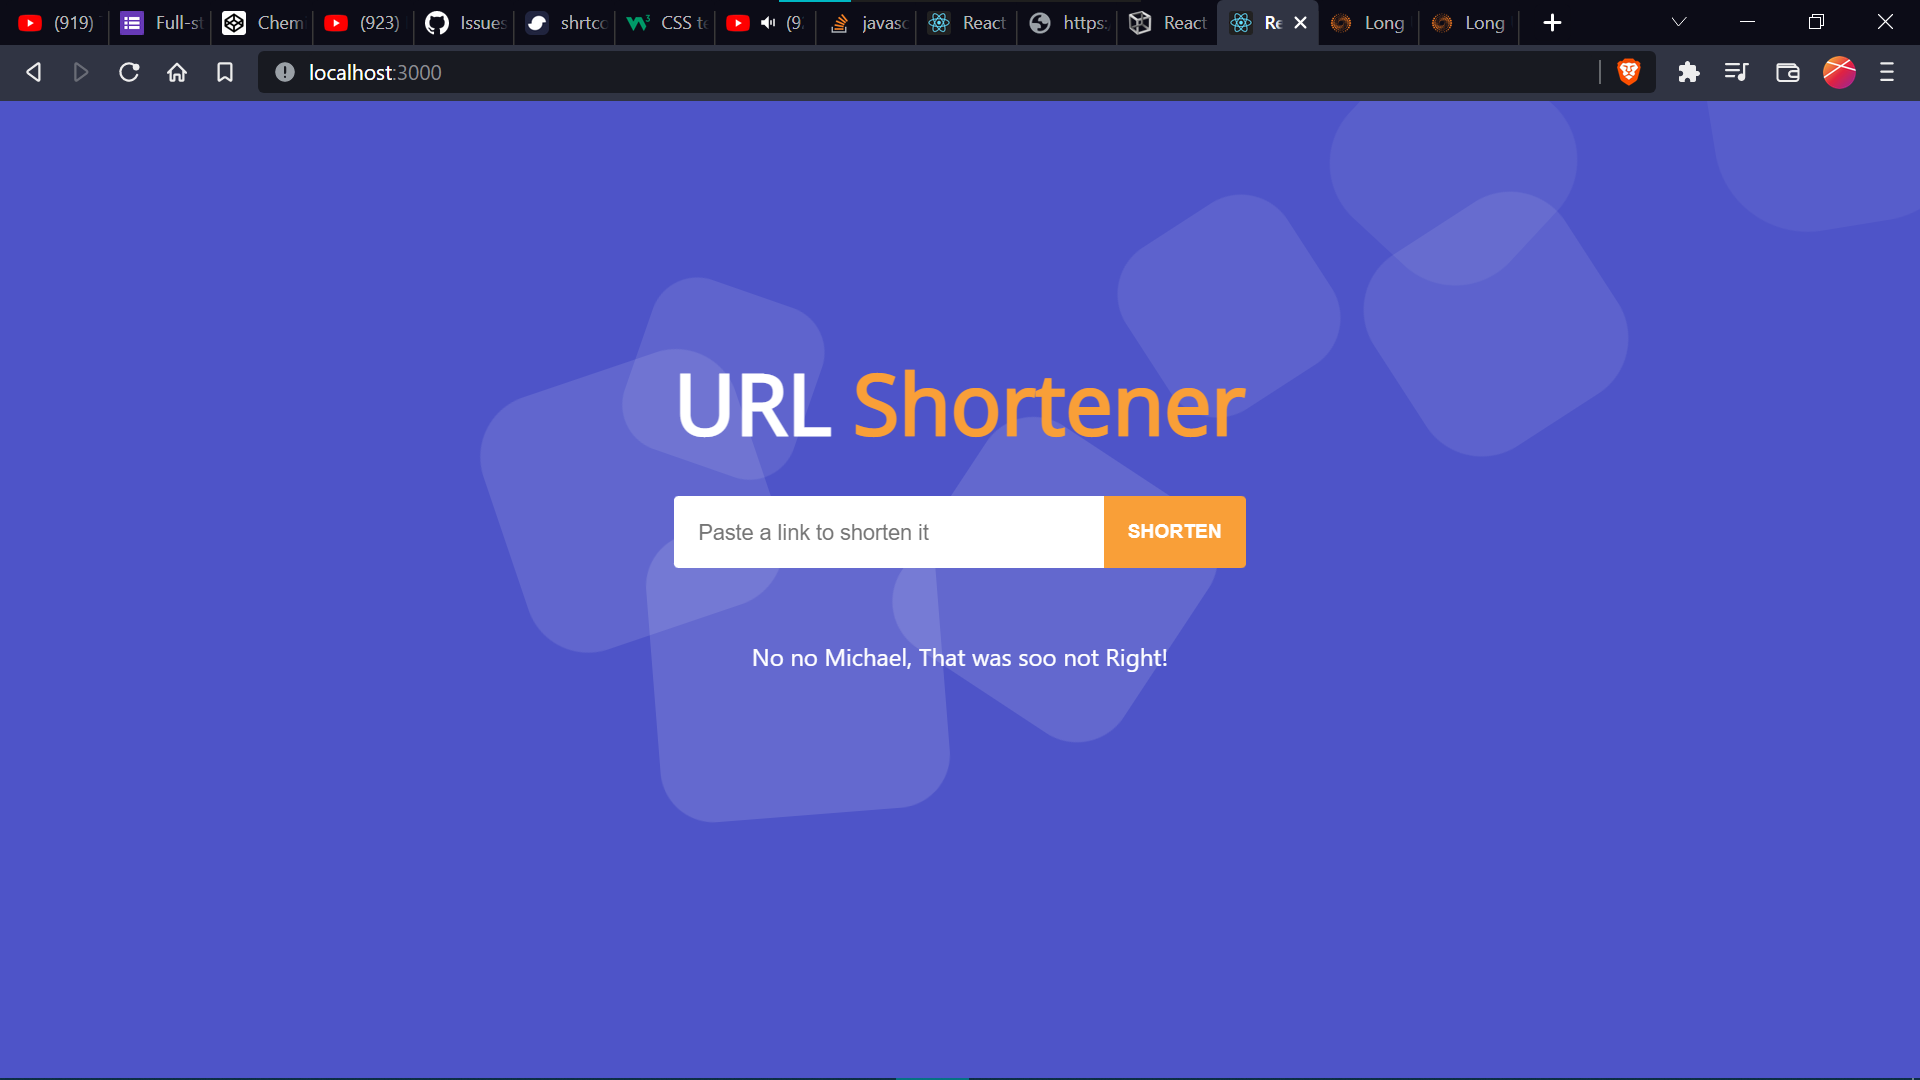 (919)
Full-st
Chem
(923)
Issues
shrtco
CSS te
(9
javasc
React
https:
React
Re
Long
Long
localhost:3000
URL Shortener
Paste a link to shorten it
SHORTEN
No no Michael, That was soo not Right!